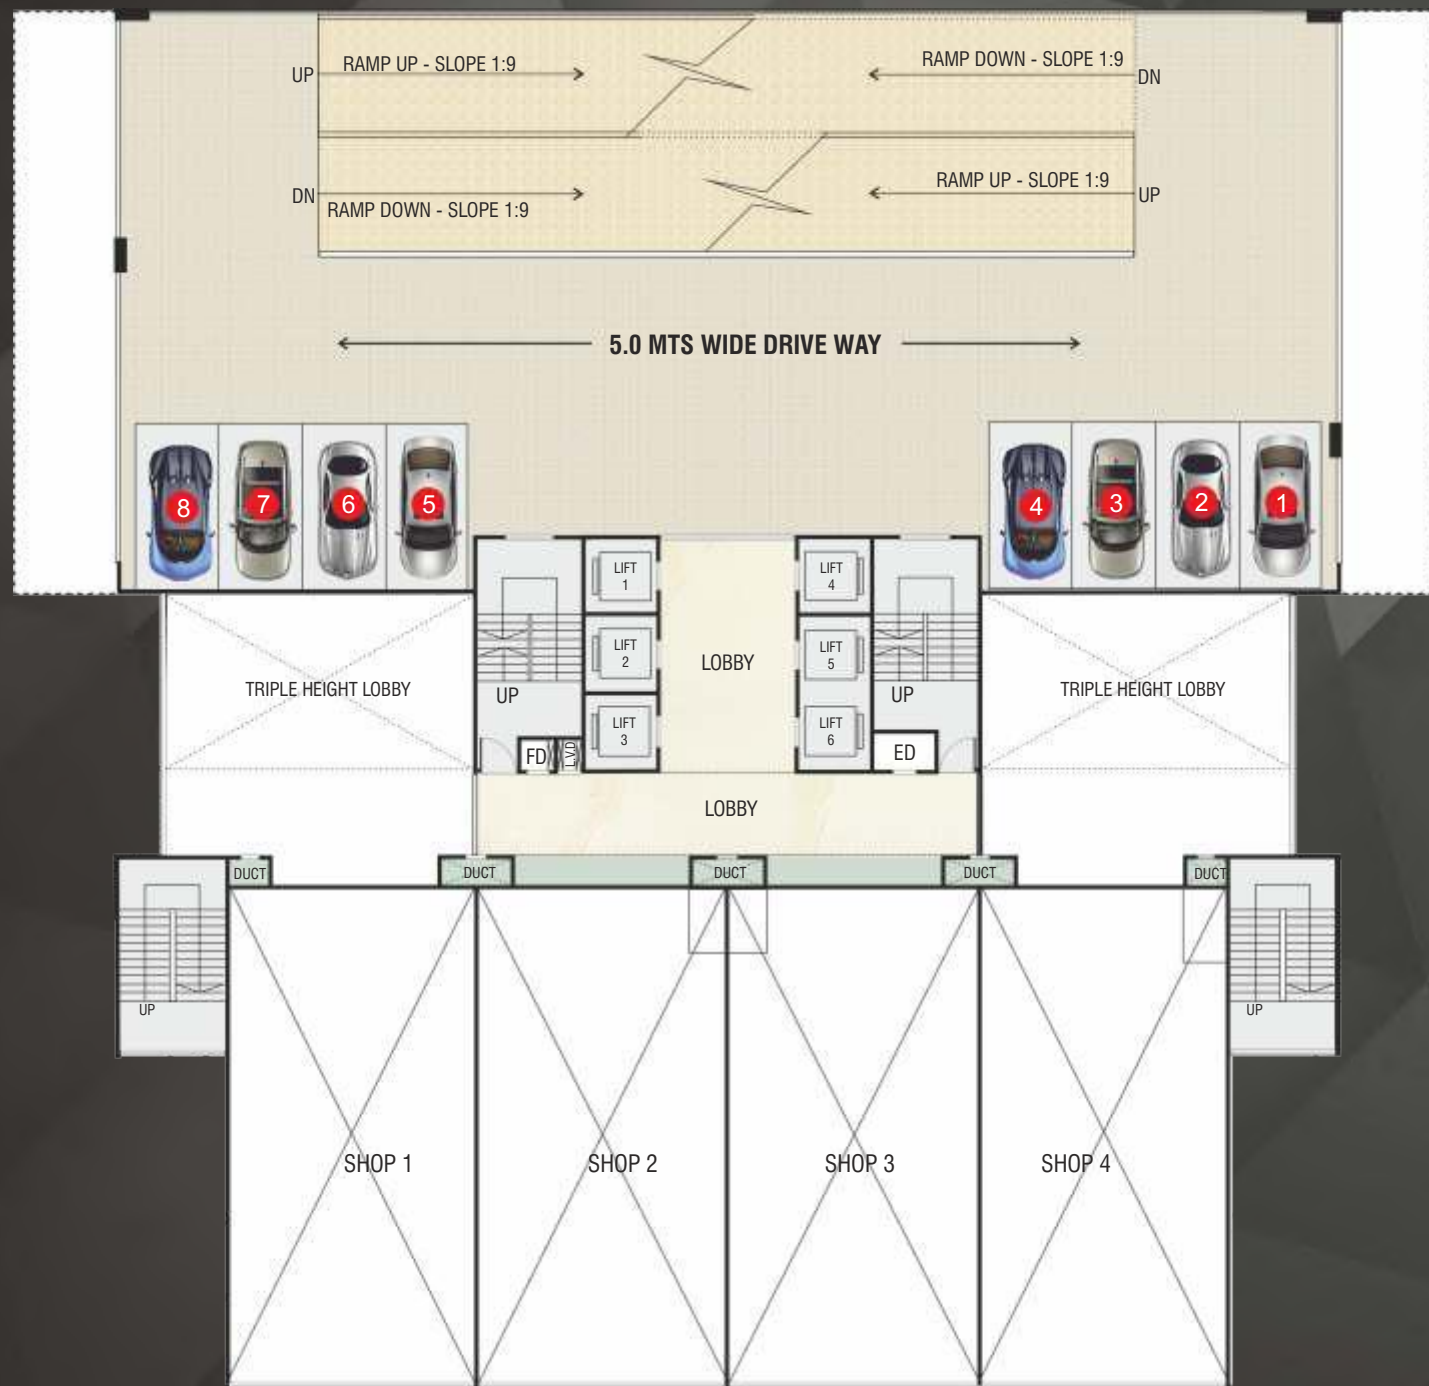 RAMP UP - SLOPE 1:9
RAMP DOWN - SLOPE 1:9
UP
DN
RAMP UP - SLOPE 1:9
DN
UP
RAMP DOWN - SLOPE 1:9
5.0 MTS WIDE DRIVE WAY
8
7
6
5
4
3
2
1
LIFT
1
LIFT
4
LIFT
2
LIFT
5
LOBBY
TRIPLE HEIGHT LOBBY
UP
UP
TRIPLE HEIGHT LOBBY
LIFT
3
LIFT
6
FD
L.V.D
ED
LOBBY
DUCT
DUCT
DUCT
DUCT
DUCT
UP
UP
SHOP 1
SHOP 2
SHOP 3
SHOP 4